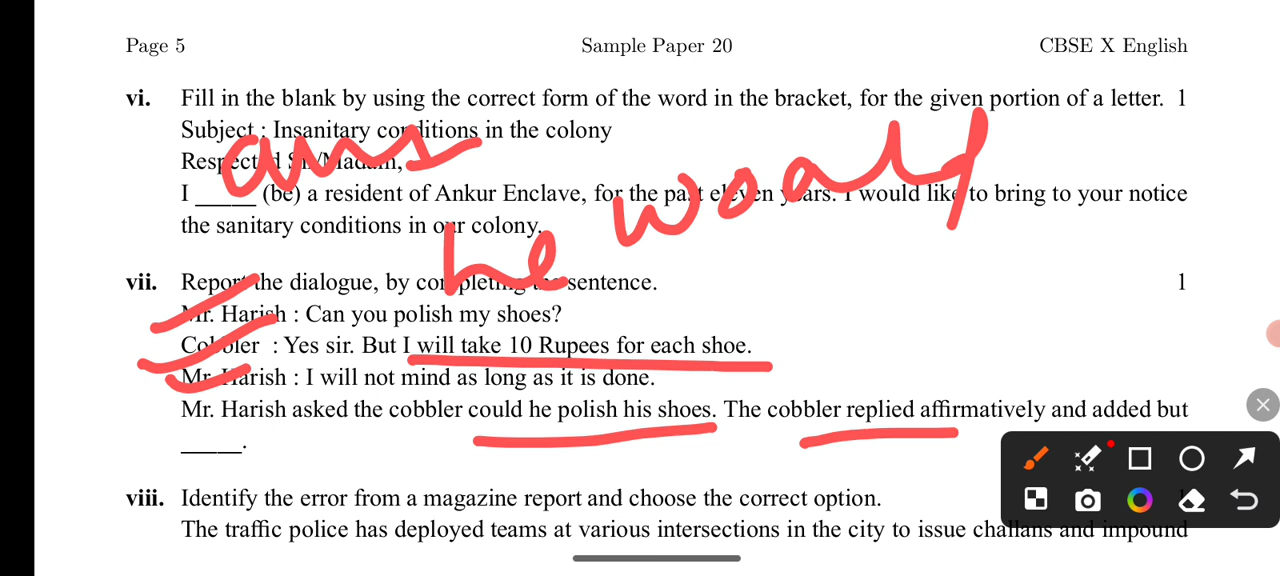 Page 5 Sample Paper 20 CBSE X English
vi. Fill in the blank by using the correct form of the word in the bracket, for the given portion of a letter. 1
Subject : Insanitary conditions in the colony
Respected Sir/Madam,
ans
I _____ (be) a resident of Ankur Enclave, for the past eleven years. I would like to bring to your notice
he woald
the sanitary conditions in our colony.
vii. Report the dialogue, by completing the sentence. 1
Mr. Harish : Can you polish my shoes?
Cobbler : Yes sir. But I will take 10 Rupees for each shoe.
Mr. Harish : I will not mind as long as it is done.
Mr. Harish asked the cobbler could he polish his shoes. The cobbler replied affirmatively and added but
_____.
viii. Identify the error from a magazine report and choose the correct option.
The traffic police has deployed teams at various intersections in the city to issue challans and impound